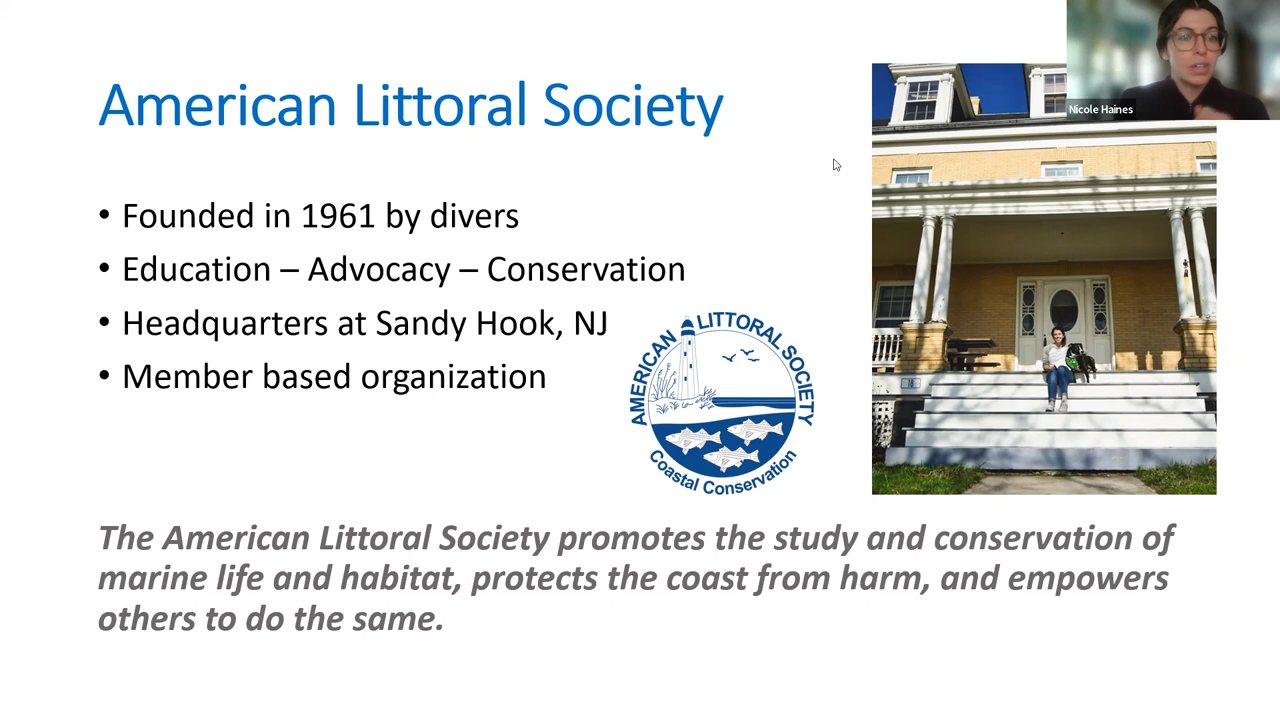 American Littoral Society
Nicole Haines
• Founded in 1961 by divers
• Education – Advocacy – Conservation
• Headquarters at Sandy Hook, NJ
• Member based organization
AMERICAN LITTORAL SOCIETY
Coastal Conservation
The American Littoral Society promotes the study and conservation of
marine life and habitat, protects the coast from harm, and empowers
others to do the same.